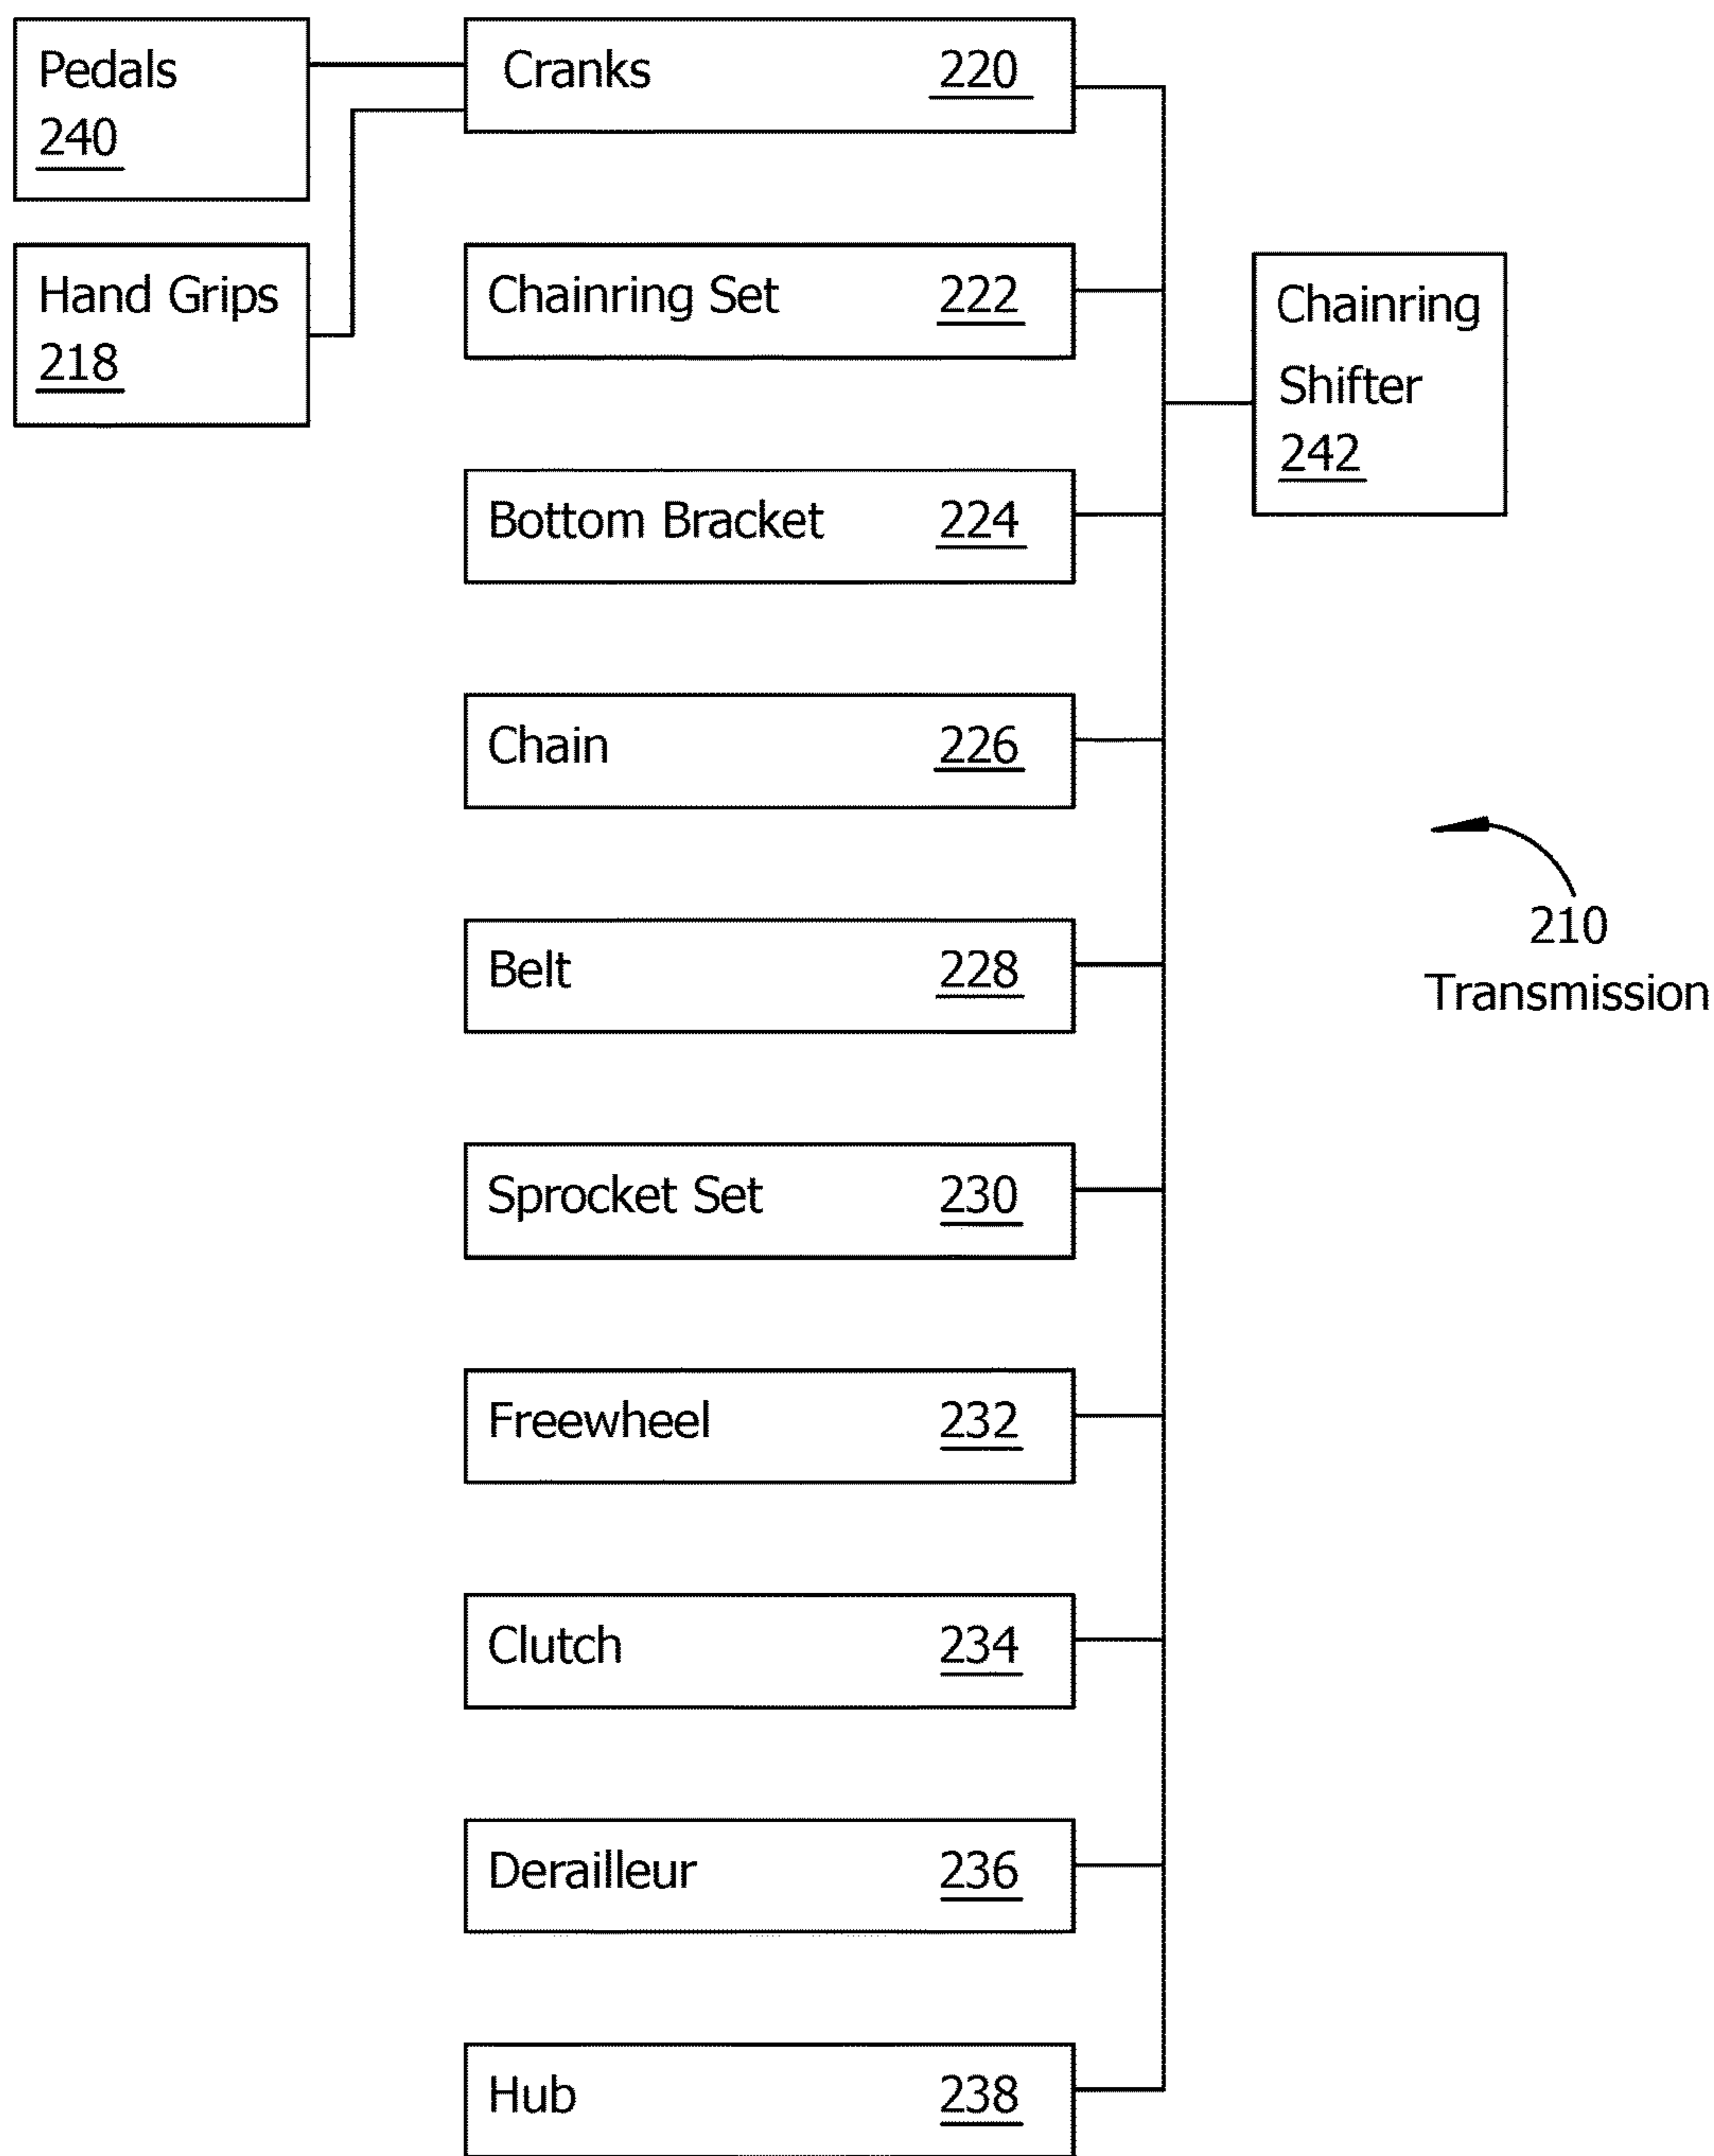 Pedals
240
Cranks 220
Hand Grips
218
Chainring Set 222
Chainring
Shifter
242
Bottom Bracket 224
Chain 226
Belt 228
210
Transmission
Sprocket Set 230
Freewheel 232
Clutch 234
Derailleur 236
Hub 238